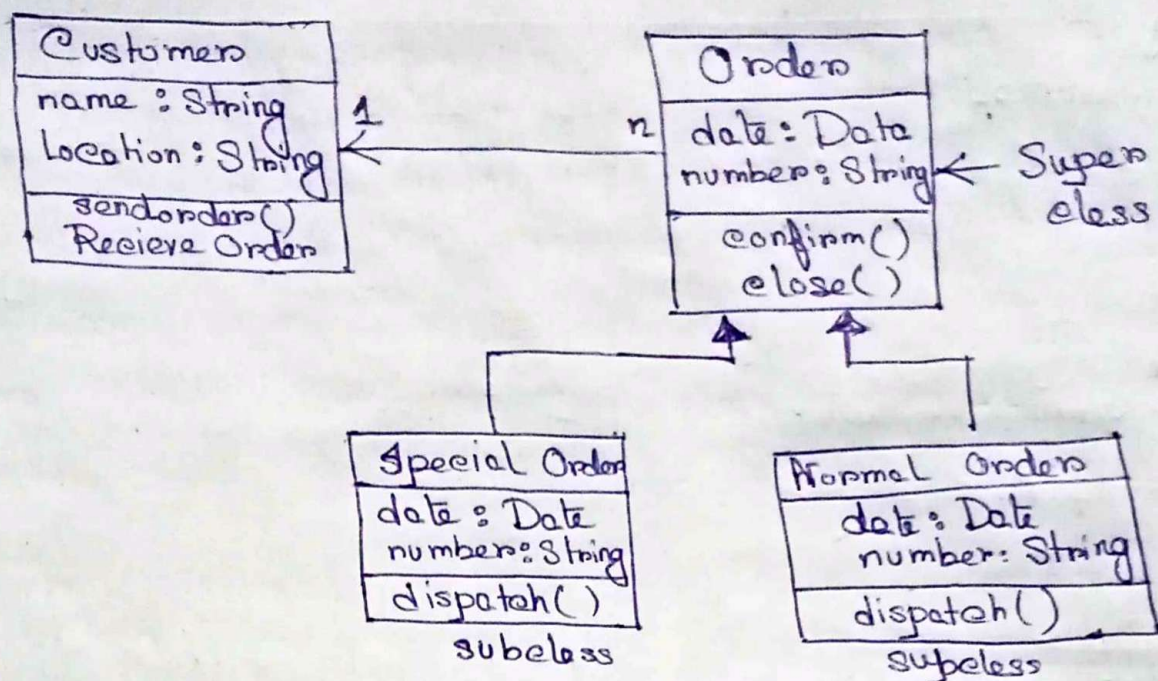 Customer
name : String
Location : String
sendorder()
Recieve Order
1
n
Order
date : Data
number : String
confirm()
close()
Super
class
Special Order
date : Date
number : String
dispatch()
subclass
Normal Order
date : Date
number : String
dispatch()
subclass